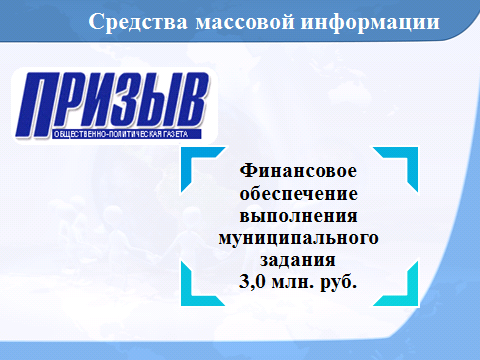 Средства массовой информации
ПРИЗЫВ
ОБЩЕСТВЕННО-ПОЛИТИЧЕСКАЯ ГАЗЕТА
Финансовое
обеспечение
выполнения
муниципального
задания
3,0 млн. руб.